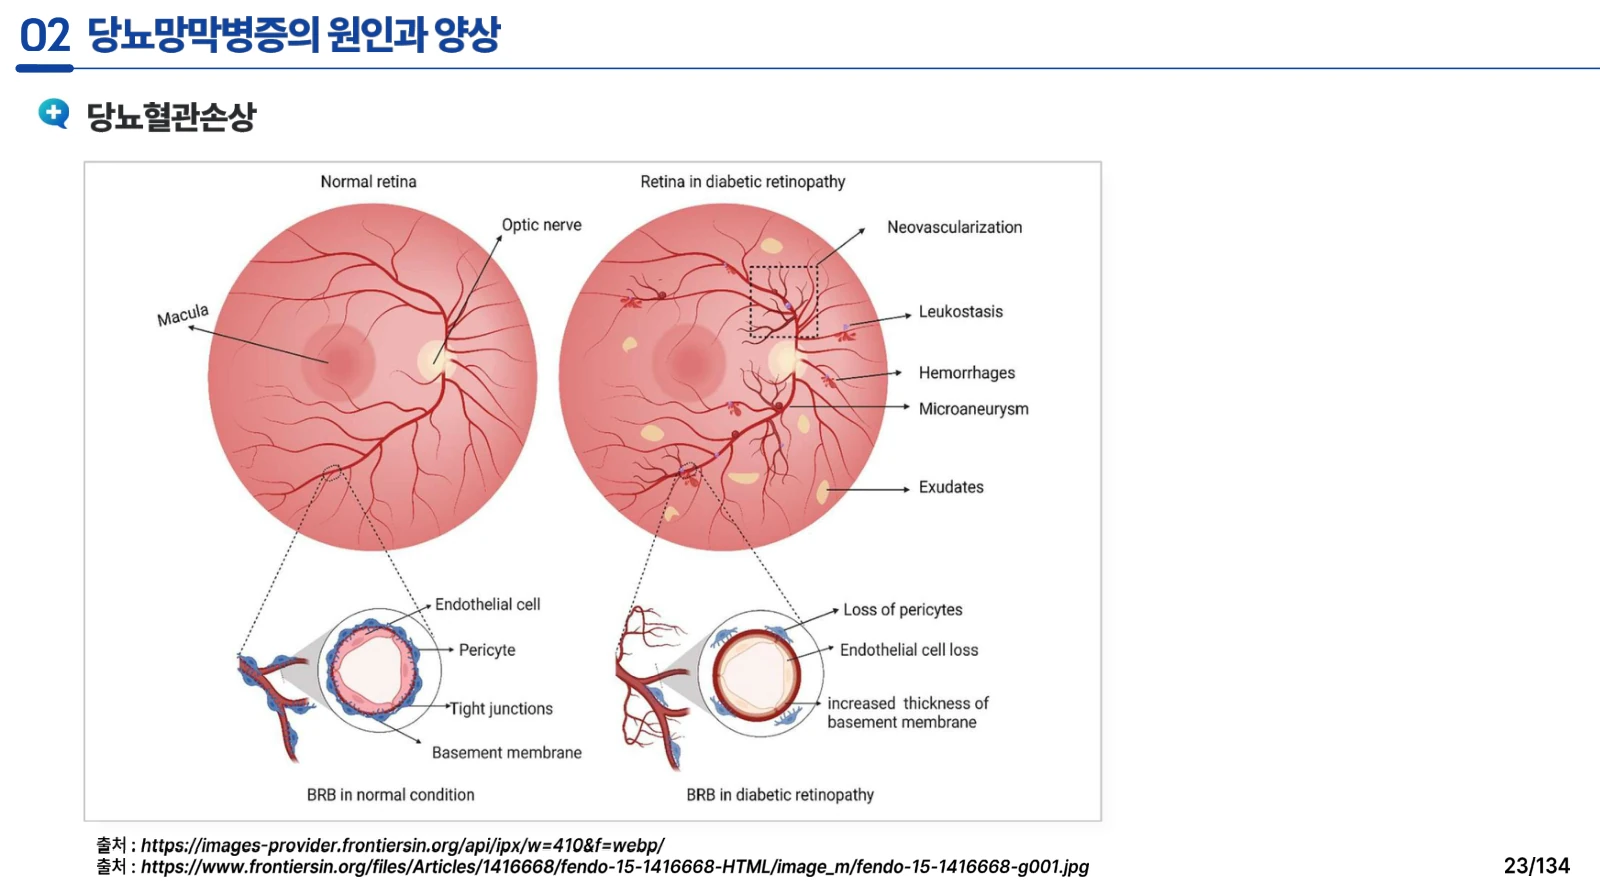 02 당뇨망막병증의 원인과 양상
당뇨혈관손상
Normal retina
Retina in diabetic retinopathy
Optic nerve
Macula
Neovascularization
Leukostasis
Hemorrhages
Microaneurysm
Exudates
Endothelial cell
Pericyte
Tight junctions
Basement membrane
BRB in normal condition
Loss of pericytes
Endothelial cell loss
increased thickness of
basement membrane
BRB in diabetic retinopathy
출처 : https://images-provider.frontiersin.org/api/ipx/w=410&f=webp/
출처 : https://www.frontiersin.org/files/Articles/1416668/fendo-15-1416668-HTML/image_m/fendo-15-1416668-g001.jpg
23/134